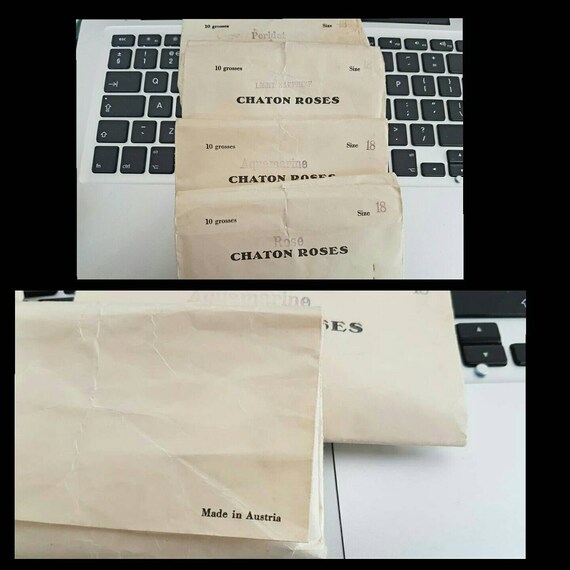 10 grosses Size
Peridot
10 grosses Size
LIGHT SAPPHIRE
CHATON ROSES
10 grosses Size 18
Aquamarine
CHATON ROSES
10 grosses Size 18
Rose
CHATON ROSES
Aquamarine
SES
Made in Austria